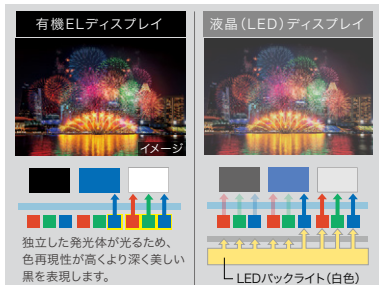 有機ELディスプレイ
イメージ
独立した発光体が光るため、
色再現性が高くより深く美しい
黒を表現します。
液晶（LED）ディスプレイ
LEDバックライト（白色）